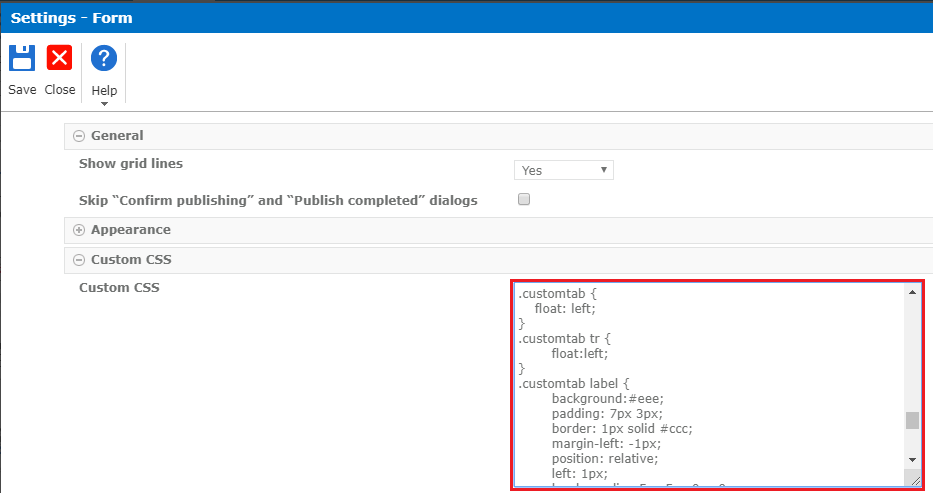 Settings - Form
Save Close Help
General
Show grid lines
Yes
Skip “Confirm publishing” and “Publish completed” dialogs
Appearance
Custom CSS
Custom CSS
.customtab {
float: left;
}
.customtab tr {
float:left;
}
.customtab label {
background:#eee;
padding: 7px 3px;
border: 1px solid #ccc;
margin-left: -1px;
position: relative;
left: 1px;